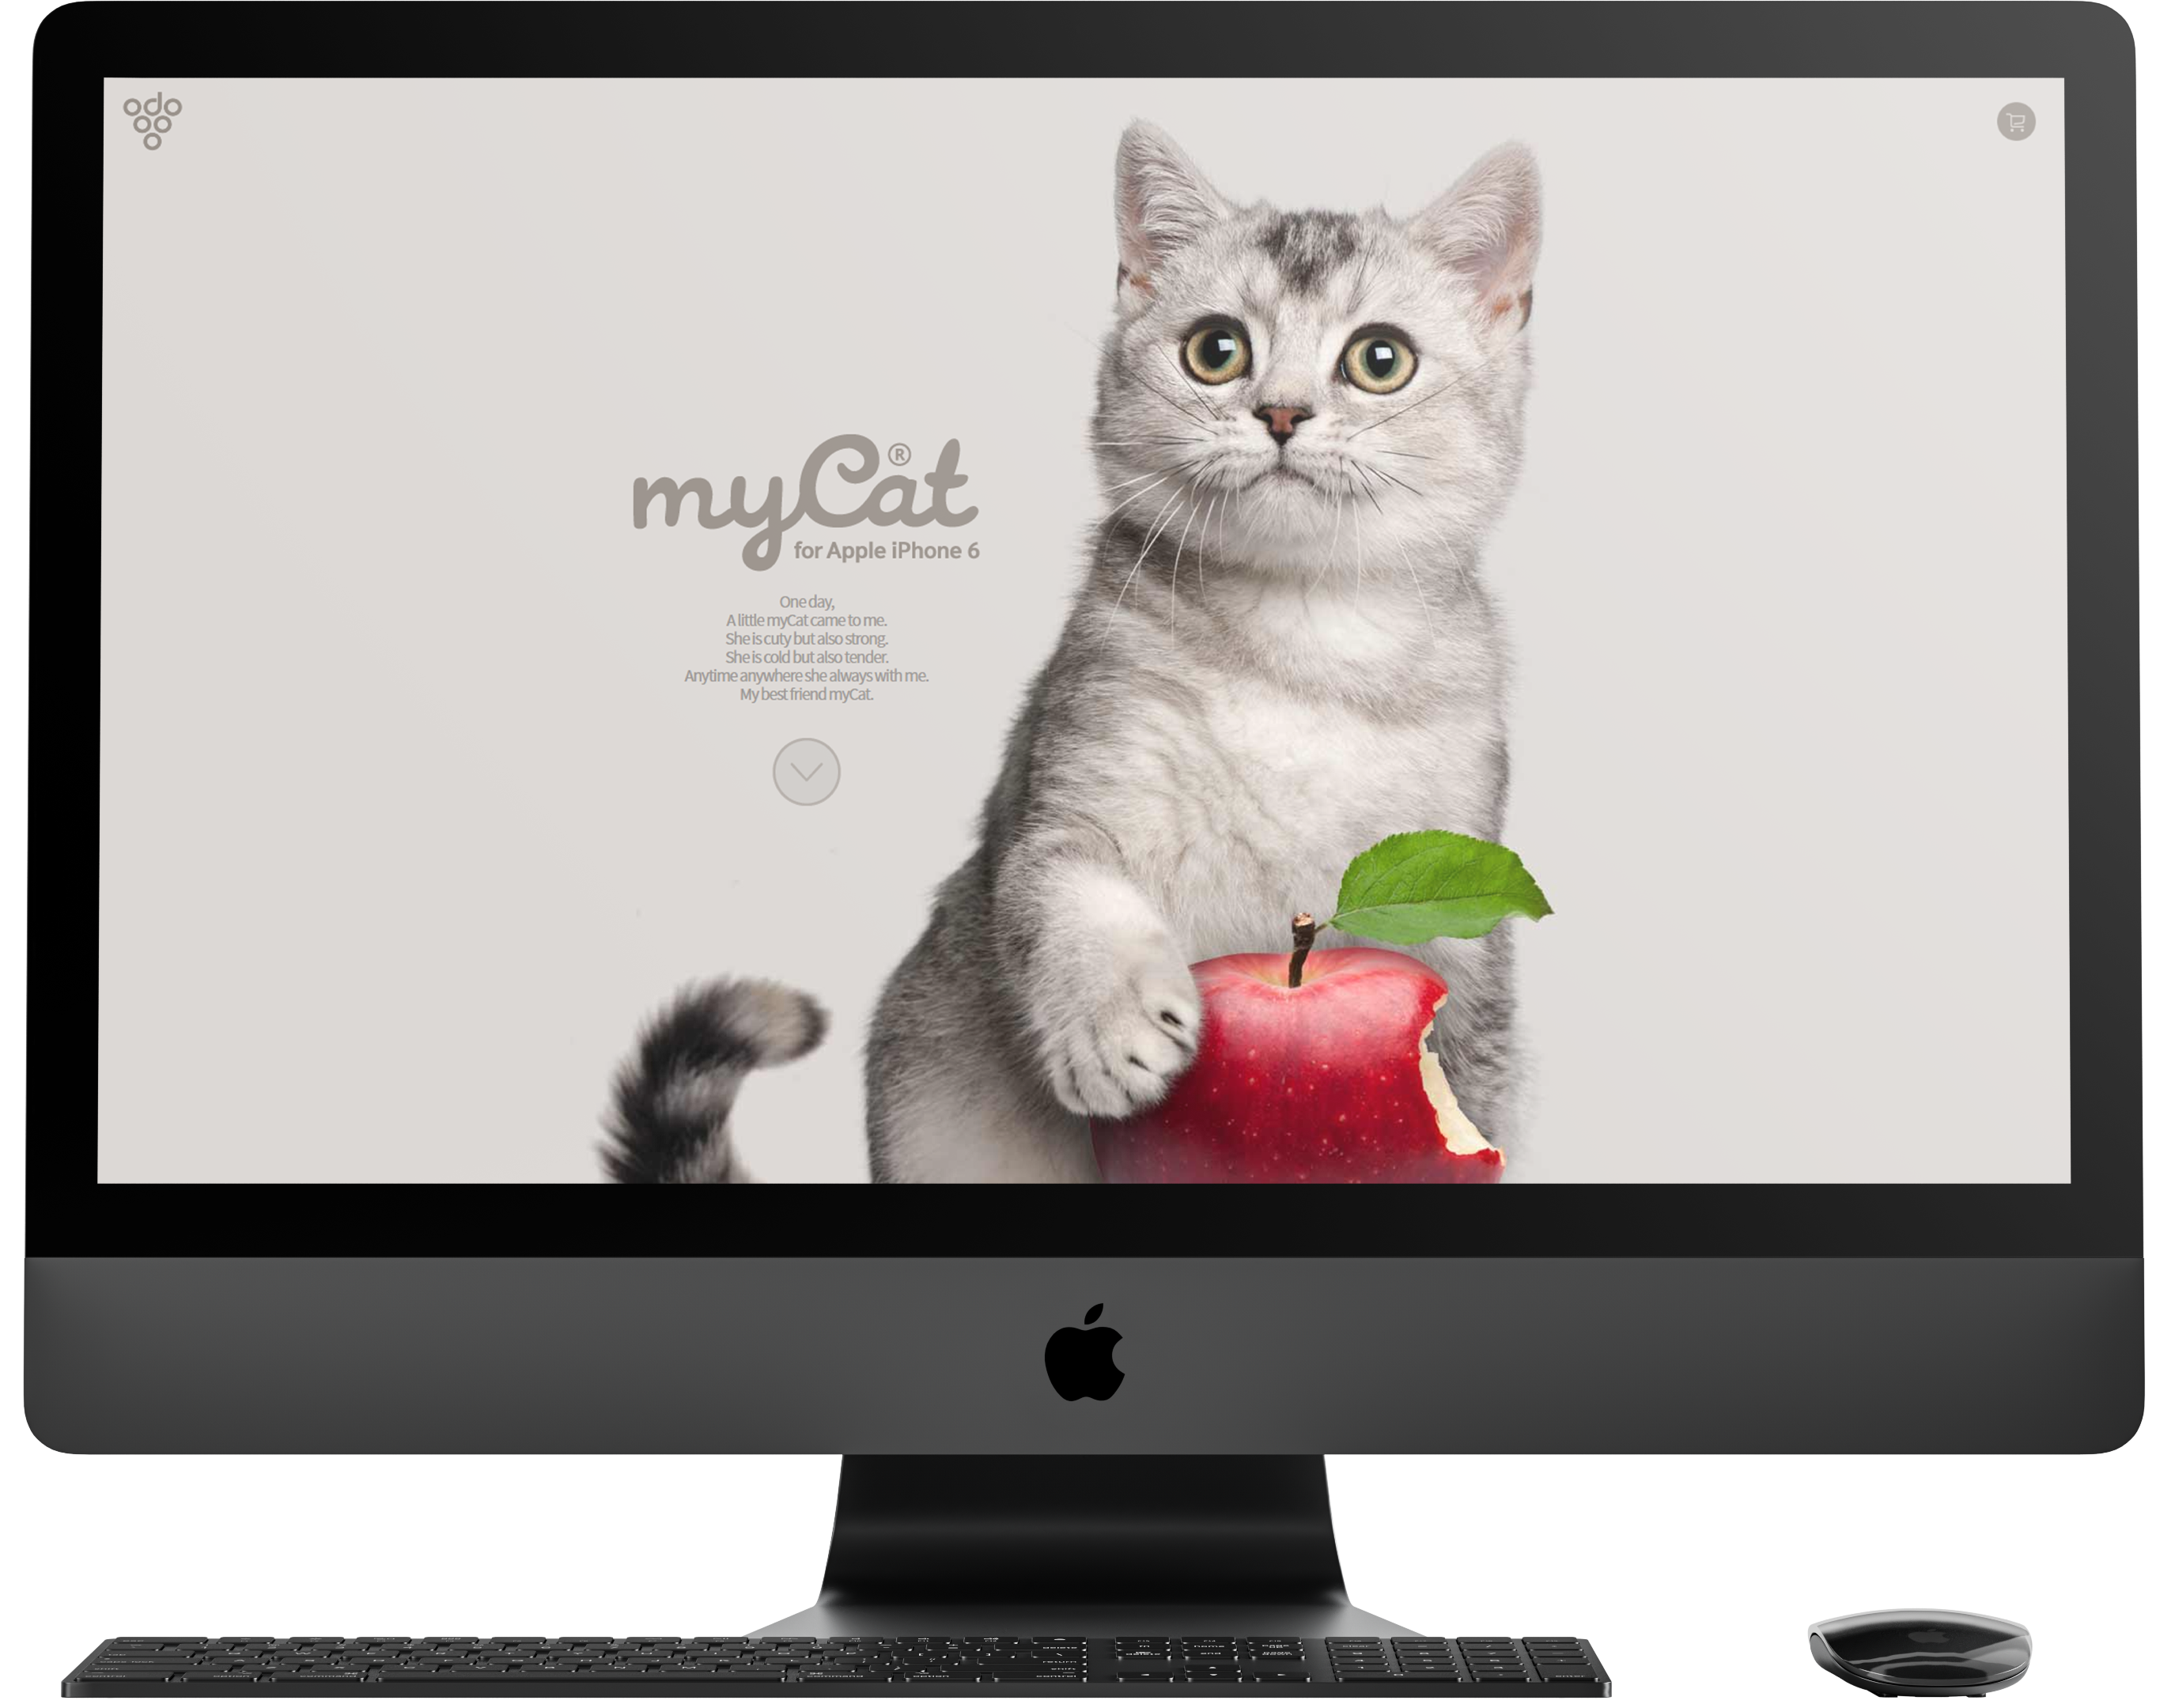 odo
myCat®
for Apple iPhone 6
One day,
A little myCat came to me.
She is cuty but also strong.
She is cold but also tender.
Anytime anywhere she always with me.
My best friend myCat.